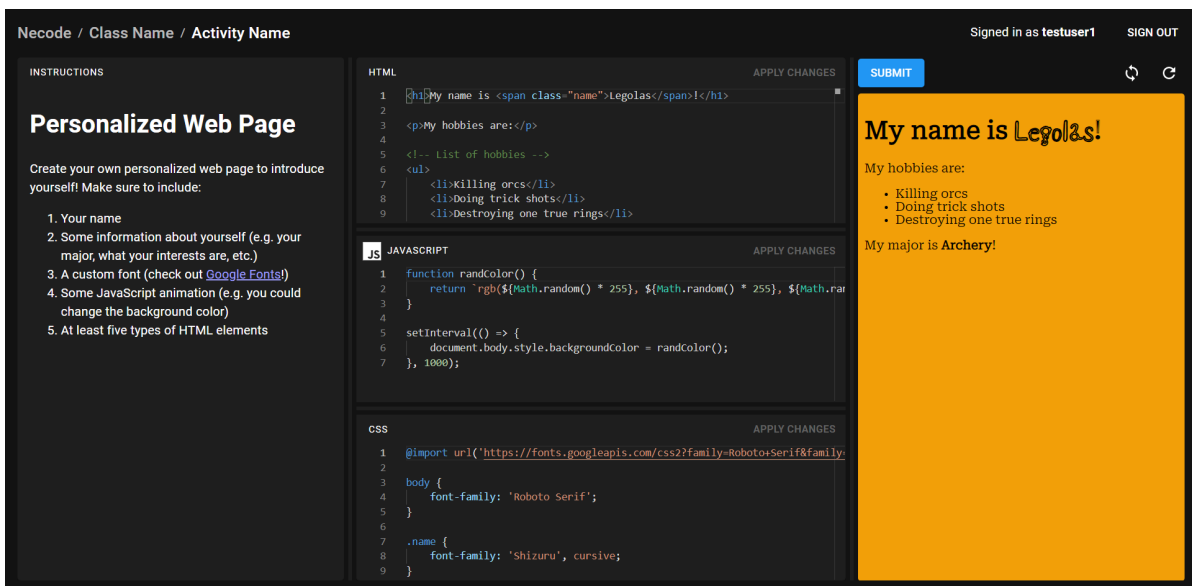 Necode / Class Name / Activity Name
Signed in as testuser1
SIGN OUT
INSTRUCTIONS
Personalized Web Page
Create your own personalized web page to introduce
yourself! Make sure to include:
1. Your name
2. Some information about yourself (e.g. your
major, what your interests are, etc.)
3. A custom font (check out Google Fonts!)
4. Some JavaScript animation (e.g. you could
change the background color)
5. At least five types of HTML elements
HTML
APPLY CHANGES
1 <h1>My name is <span class="name">Legolas</span>!</h1>
2
3 <p>My hobbies are:</p>
4
5 <!-- List of hobbies -->
6 <ul>
7 <li>Killing orcs</li>
8 <li>Doing trick shots</li>
9 <li>Destroying one true rings</li>
JS JAVASCRIPT
APPLY CHANGES
1 function randColor() {
2 return `rgb(${Math.random() * 255}, ${Math.random() * 255}, ${Math.ran
3 }
4
5 setInterval(() => {
6 document.body.style.backgroundColor = randColor();
7 }, 1000);
CSS
APPLY CHANGES
1 @import url('https://fonts.googleapis.com/css2?family=Roboto+Serif&family=
2
3 body {
4 font-family: 'Roboto Serif';
5 }
6
7 .name {
8 font-family: 'Shizuru', cursive;
9 }
SUBMIT
My name is Legolas!
My hobbies are:
• Killing orcs
• Doing trick shots
• Destroying one true rings
My major is Archery!